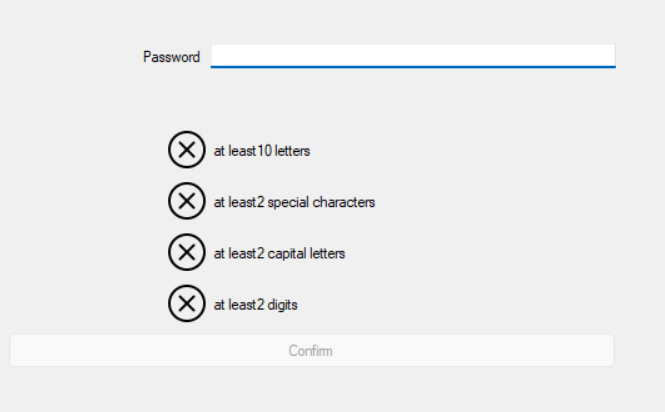 Password
at least10 letters
at least2 special characters
at least2 capital letters
at least2 digits
Confirm